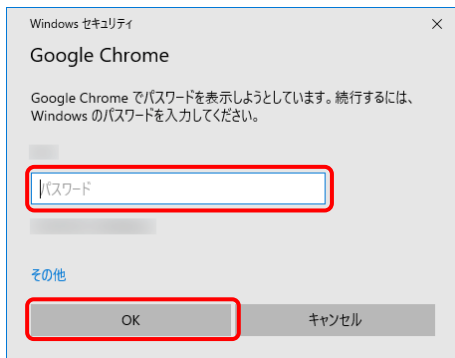 Windows セキュリティ
Google Chrome
Google Chrome でパスワードを表示しようとしています。続行するには、
Windows のパスワードを入力してください。
パスワード
その他
OK キャンセル